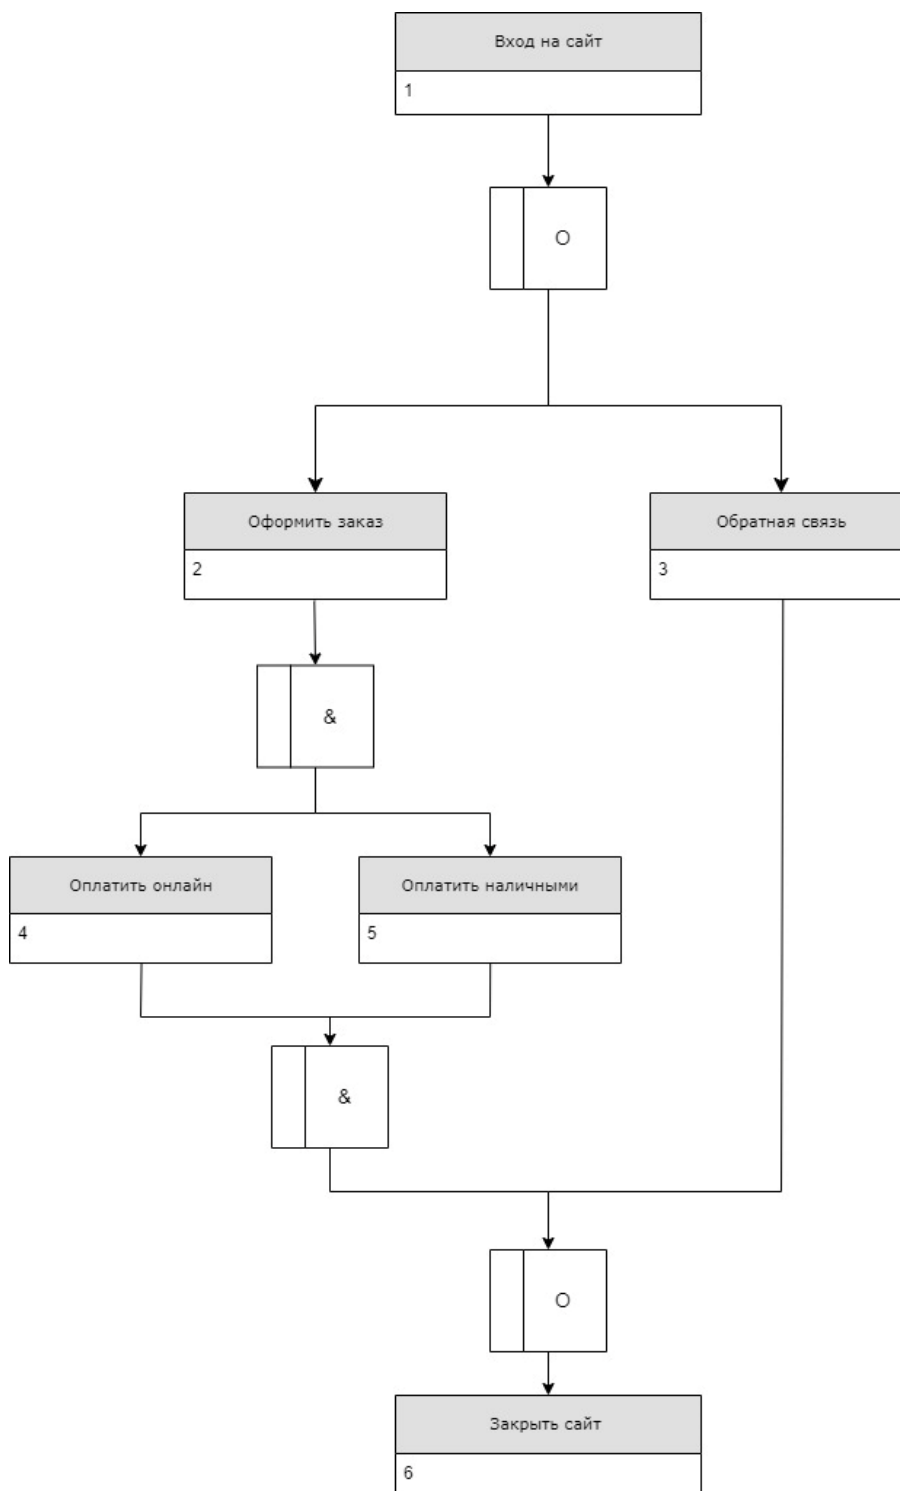 Вход на сайт
1
O
Оформить заказ
2
Обратная связь
3
&
Оплатить онлайн
4
Оплатить наличными
5
&
O
Закрыть сайт
6